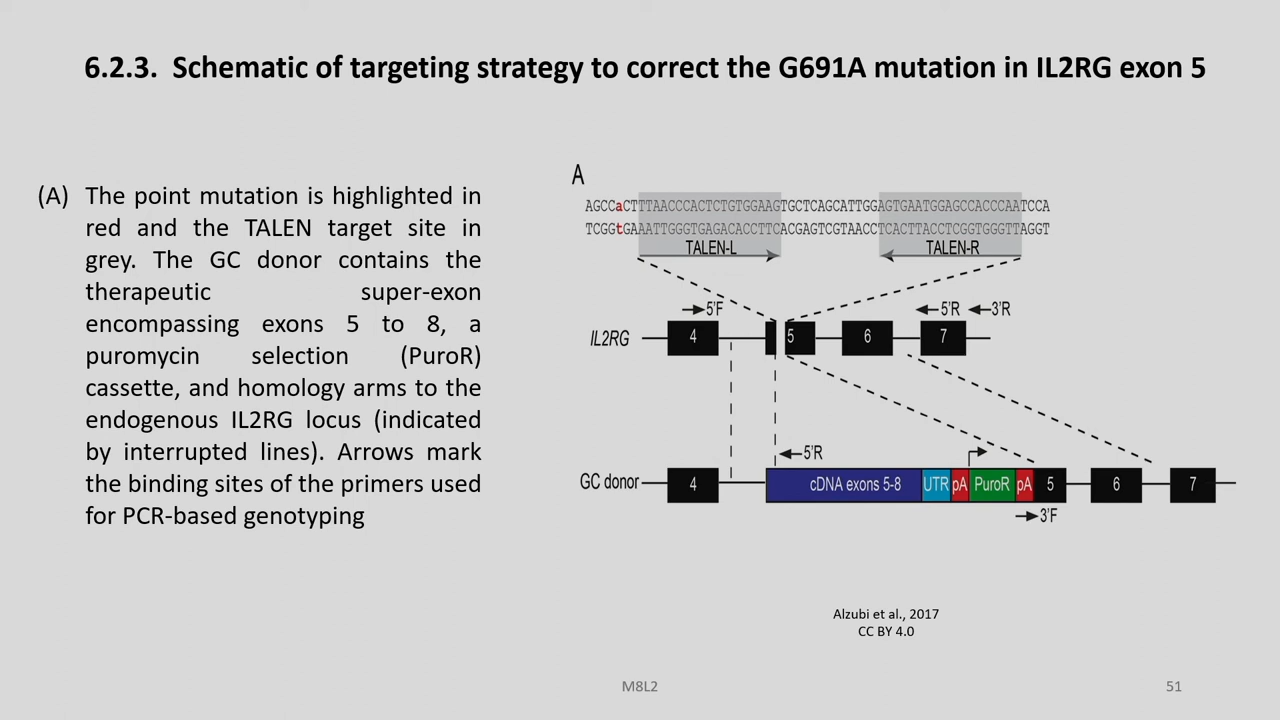 6.2.3. Schematic of targeting strategy to correct the G691A mutation in IL2RG exon 5
(A) The point mutation is highlighted in
red and the TALEN target site in
grey. The GC donor contains the
therapeutic super-exon
encompassing exons 5 to 8, a
puromycin selection (PuroR)
cassette, and homology arms to the
endogenous IL2RG locus (indicated
by interrupted lines). Arrows mark
the binding sites of the primers used
for PCR-based genotyping
A
AGCCaCTTTAACCCACTCTGTGGAAGTGCTCAGCATTGGAGTGAATGGAGCCACCCAATCCA
TCGGtGAAATTGGGTGAGACACCTTCACGAGTCGTAACCTCACTTACCTCGGTGGGTTAGGT
TALEN-L TALEN-R
5'F 5'R 3'R
IL2RG 4 5 6 7
5'R
GC donor 4 cDNA exons 5-8 UTR pA PuroR pA 5 6 7
3'F
Alzubi et al., 2017
CC BY 4.0
M8L2 51